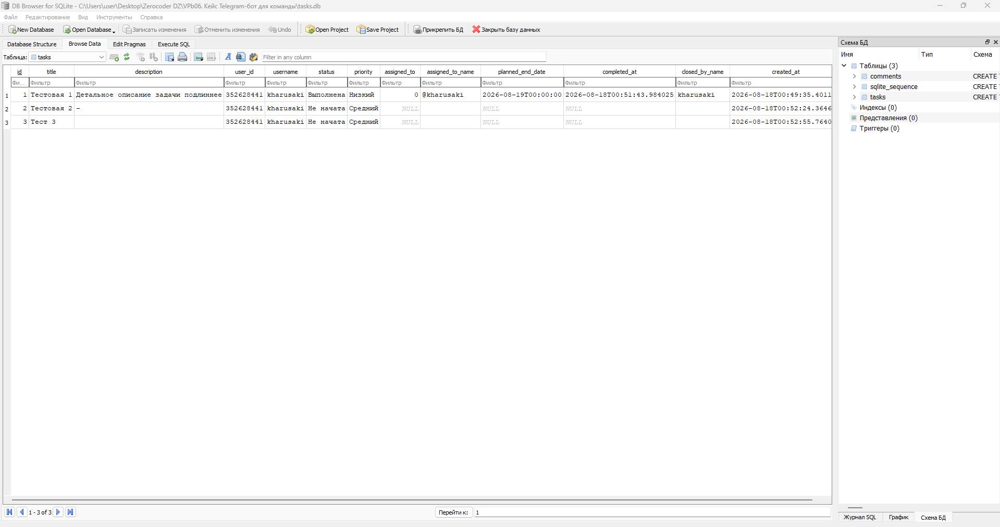 DB Browser for SQLite - C:\Users\user\Desktop\Zerocoder DZ\VPb06. Кейс Telegram-бот для команды\tasks.db
Файл Редактирование Вид Инструменты Справка
New Database Open Database Записать изменения Отменить изменения Undo Open Project Save Project Прикрепить БД Закрыть базу данных
Database Structure Browse Data Edit Pragmas Execute SQL
Таблица: tasks Filter in any column
id title description user_id username status priority assigned_to assigned_to_name planned_end_date completed_at closed_by_name created_at
Фи... Фильтр Фильтр Фильтр Фильтр Фильтр Фильтр Фильтр Фильтр Фильтр Фильтр Фильтр Фильтр
1 1 Тестовая 1 Детальное описание задачи подлиннее 352628441 kharusaki Выполнена Низкий 0 @kharusaki 2026-08-19T00:00:00 2026-08-18T00:51:43.984025 kharusaki 2026-08-18T00:49:35.4011
2 2 Тестовая 2 - 352628441 kharusaki Не начата Средний NULL NULL NULL 2026-08-18T00:52:24.3646
3 3 Тест 3 352628441 kharusaki Не начата Средний NULL NULL NULL 2026-08-18T00:52:55.7640
1 - 3 of 3 Перейти к: 1
Схема БД
Имя Тип Схема
Таблицы (3)
comments CREATE
sqlite_sequence CREATE
tasks CREATE
Индексы (0)
Представления (0)
Триггеры (0)
Журнал SQL График Схема БД